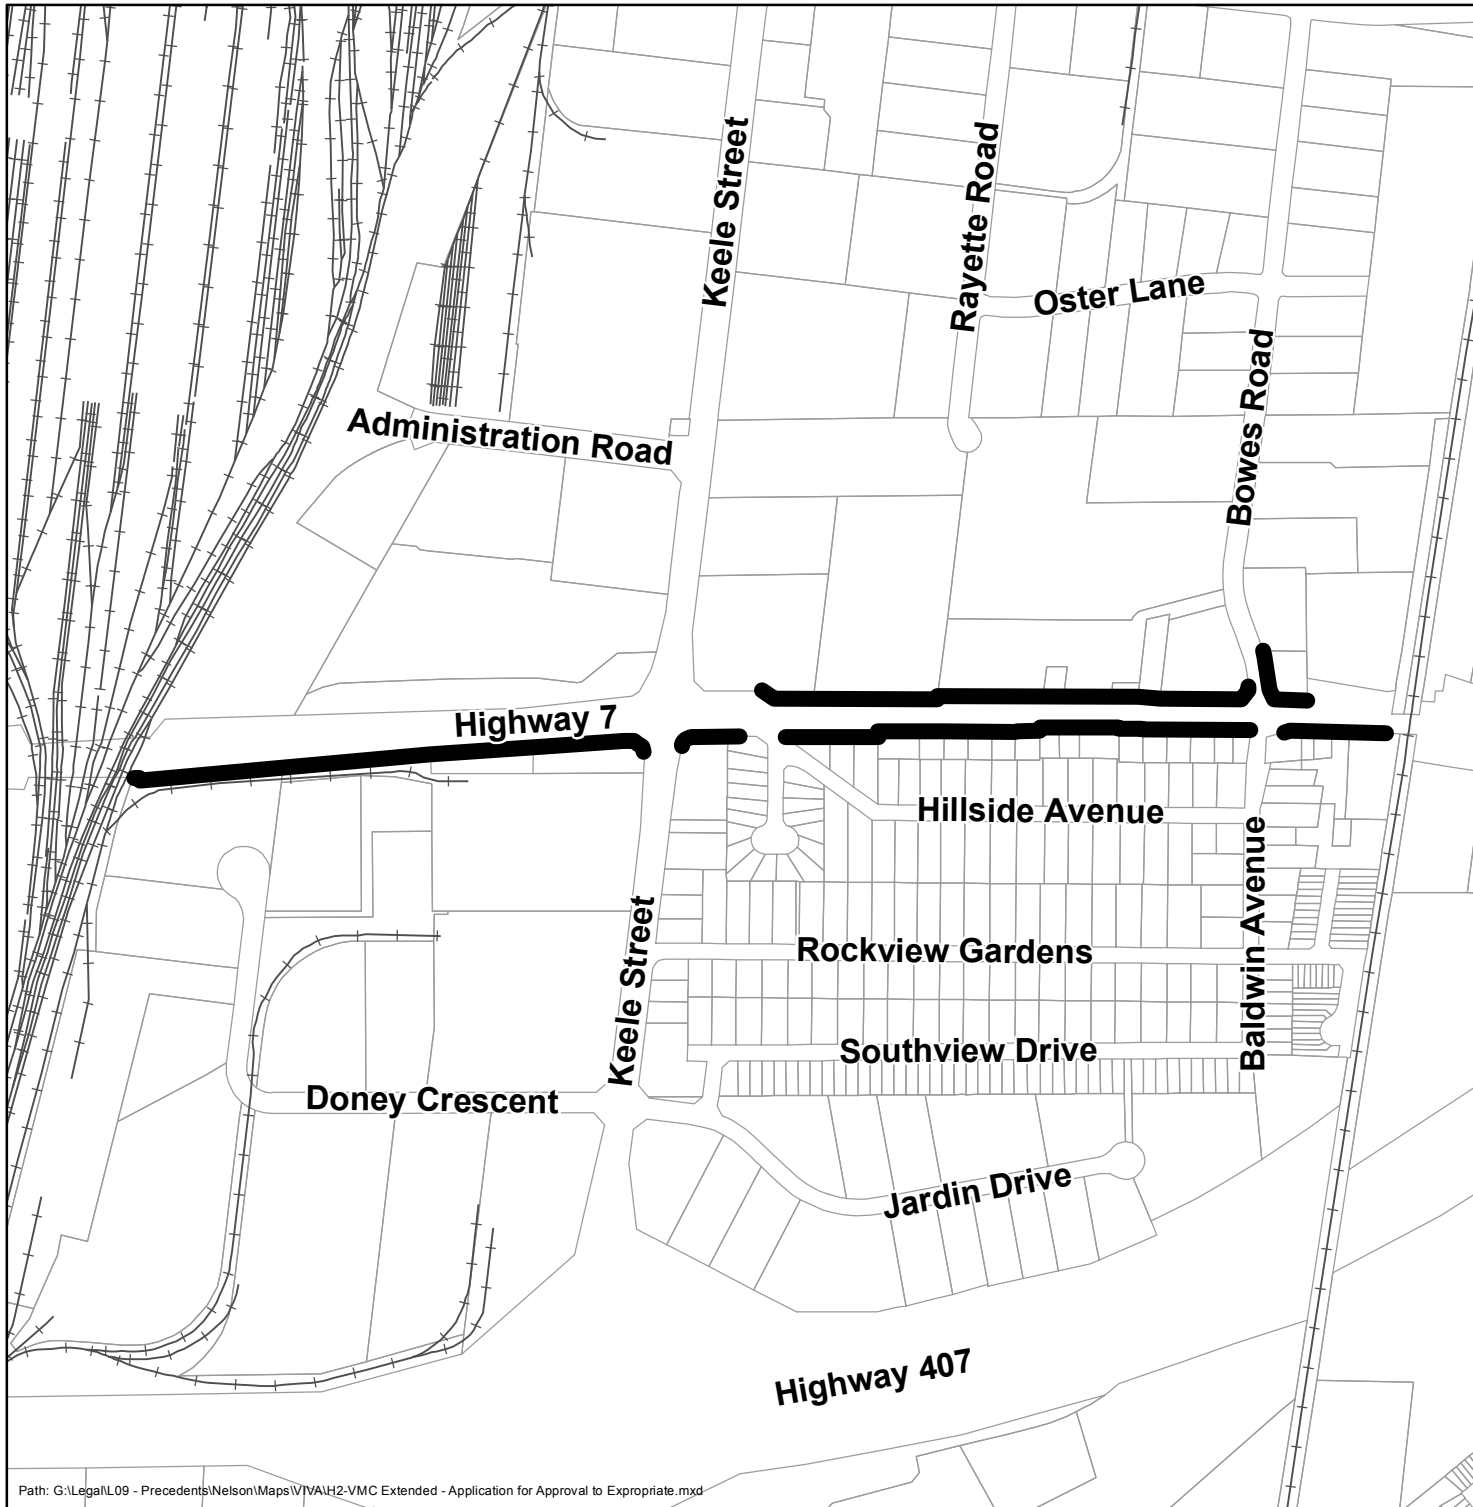 Keele Street
Rayette Road
Oster Lane
Bowes Road
Administration Road
Highway 7
Hillside Avenue
Baldwin Avenue
Keele Street
Rockview Gardens
Southview Drive
Doney Crescent
Jardin Drive
Highway 407
Path: G:\Legal\L09 - Precedents\Nelson\Maps\VIVA\H2-VMC Extended - Application for Approval to Expropriate.mxd